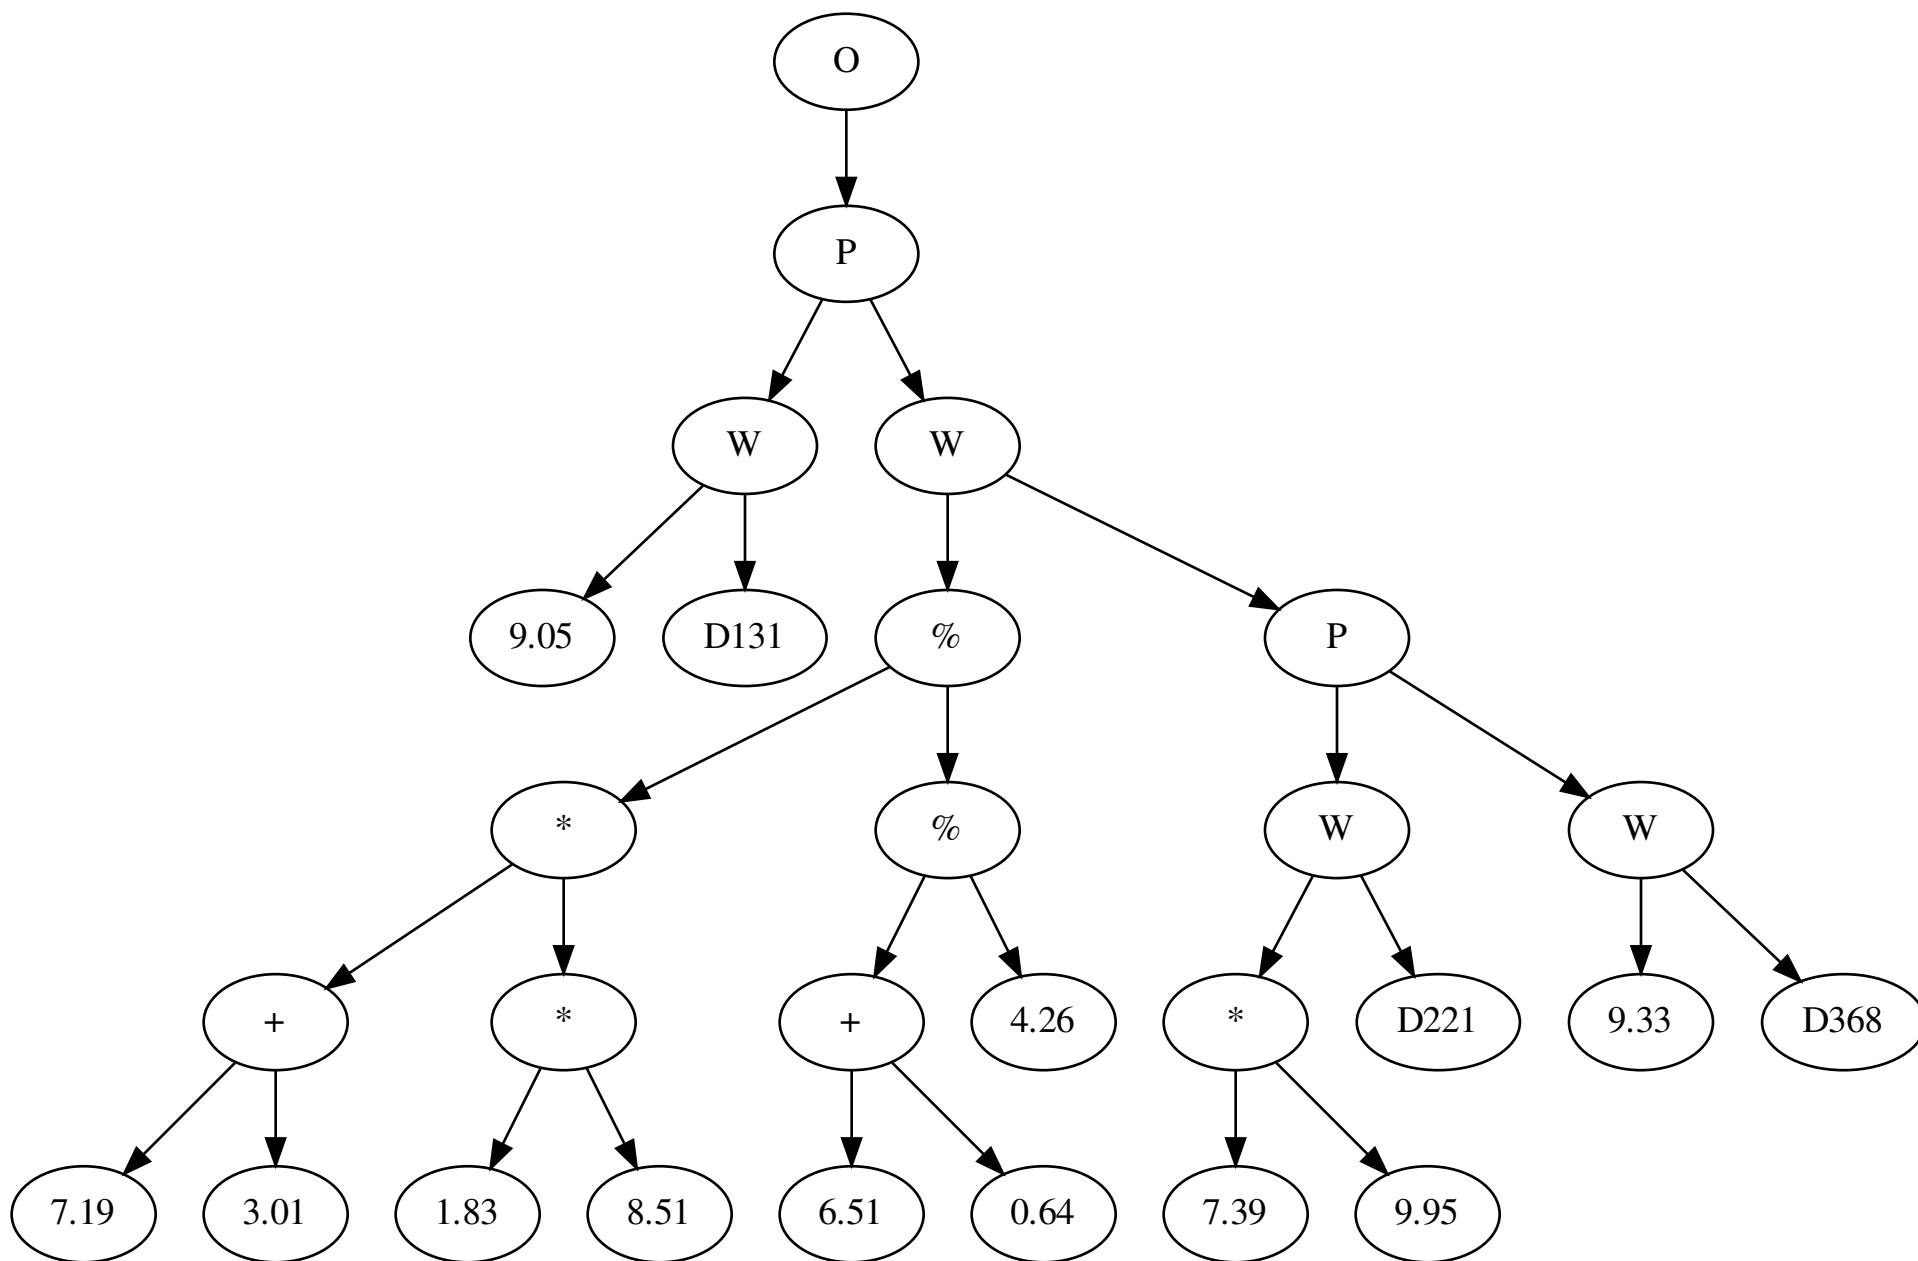 O
P
W W
9.05 D131 % P
* % W W
+ * + 4.26 * D221 9.33 D368
7.19 3.01 1.83 8.51 6.51 0.64 7.39 9.95